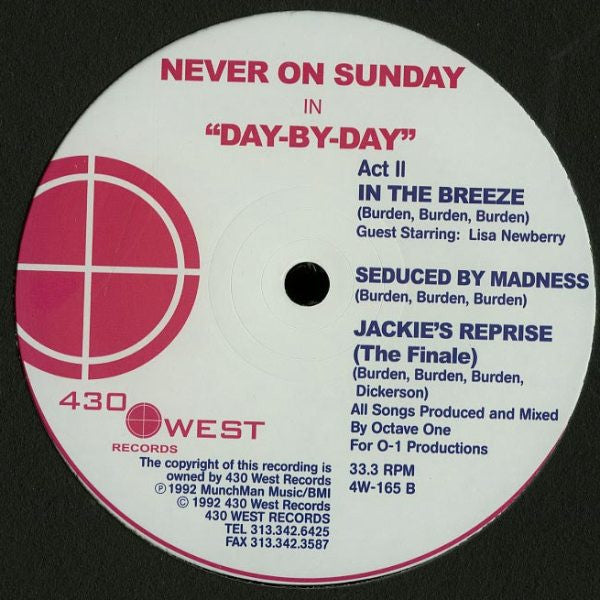 NEVER ON SUNDAY
IN
"DAY-BY-DAY"
Act II
IN THE BREEZE
(Burden, Burden, Burden)
Guest Starring: Lisa Newberry
SEDUCED BY MADNESS
(Burden, Burden, Burden)
JACKIE'S REPRISE
(The Finale)
(Burden, Burden, Burden,
Dickerson)
All Songs Produced and Mixed
By Octave One
For O-1 Productions
33.3 RPM
4W-165 B
430 WEST
RECORDS
The copyright of this recording is
owned by 430 West Records
℗ 1992 MunchMan Music/BMI
© 1992 430 West Records
430 WEST RECORDS
TEL 313.342.6425
FAX 313.342.3587